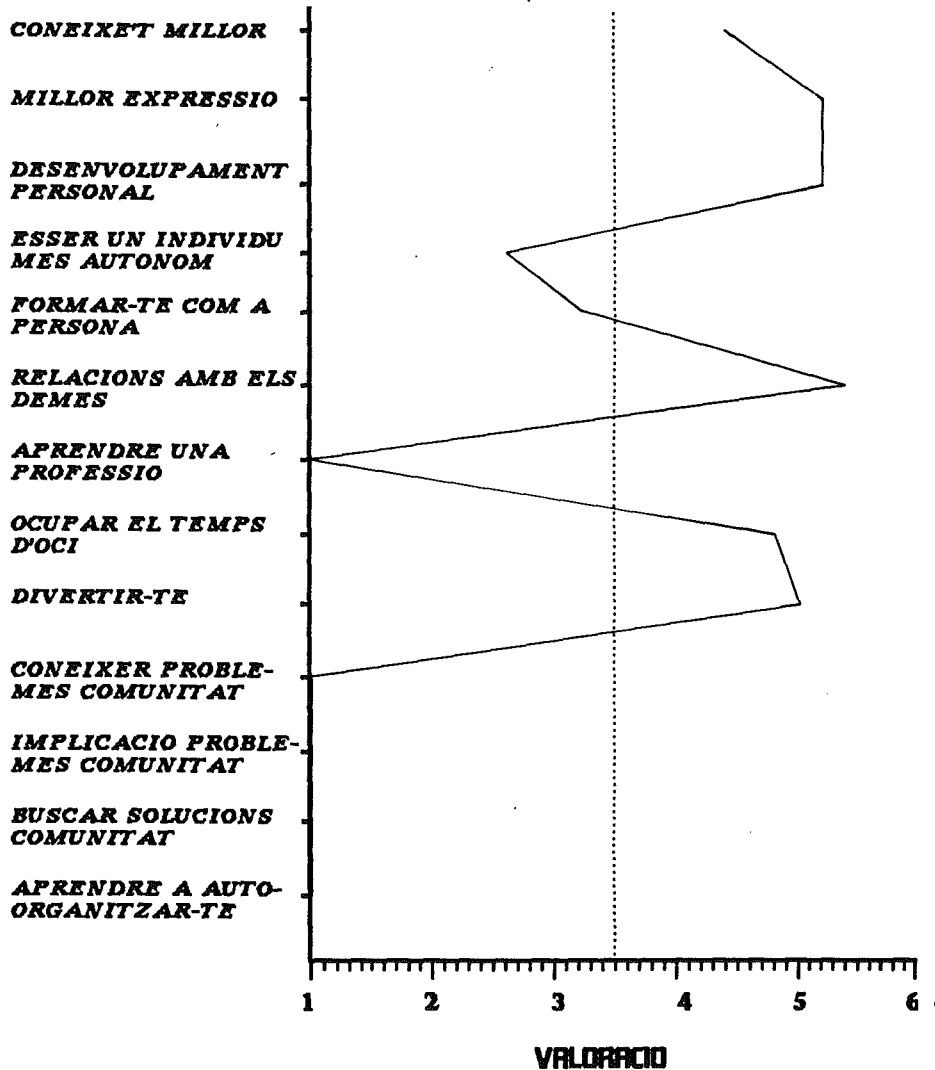 CONEIXE'T MILLOR
MILLOR EXPRESSIO
DESENVOLUPAMENT
PERSONAL
ESSER UN INDIVIDU
MES AUTONOM
FORMAR-TE COM A
PERSONA
RELACIONS AMB ELS
DEMES
APRENDRE UNA
PROFESSIO
OCUPAR EL TEMPS
D'OCI
DIVERTIR-TE
CONEIXER PROBLE-
MES COMUNITAT
IMPLICACIO PROBLE-
MES COMUNITAT
BUSCAR SOLUCIONS
COMUNITAT
APRENDRE A AUTO-
ORGANITZAR-TE
1 2 3 4 5 6
VALORACIO